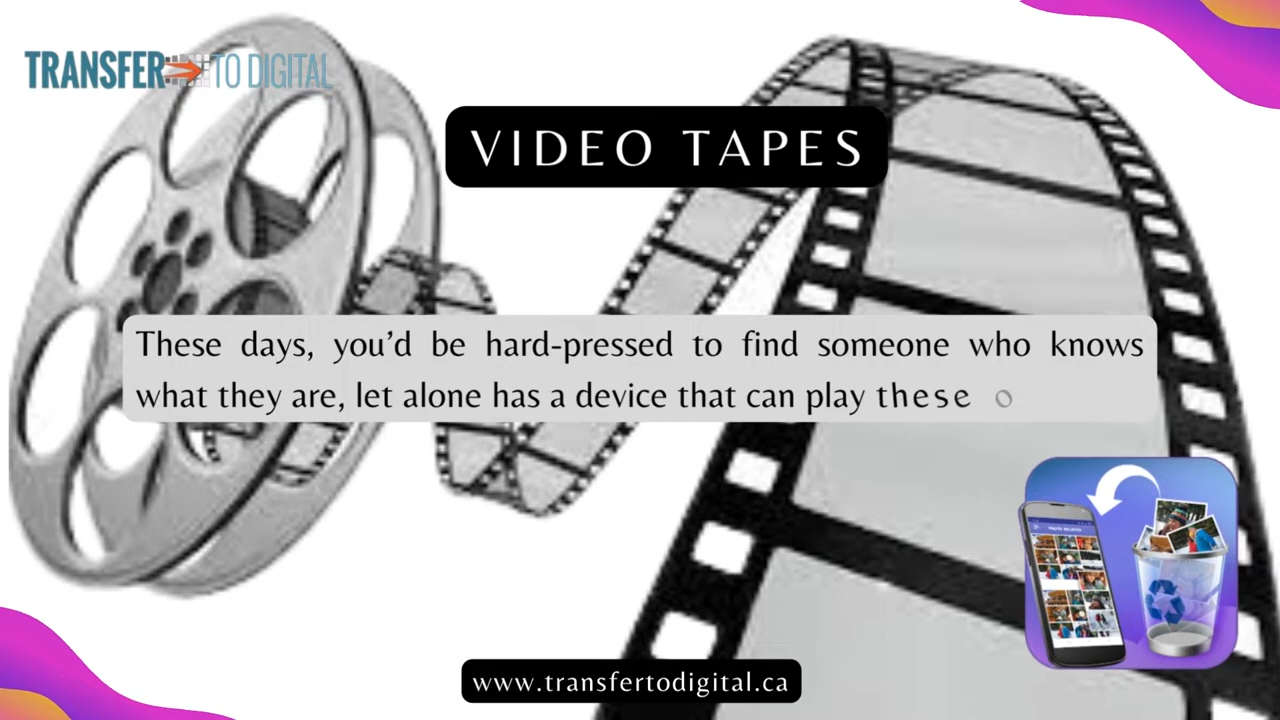 TRANSFER TO DIGITAL
VIDEO TAPES
These days, you’d be hard-pressed to find someone who knows
what they are, let alone has a device that can play these o
www.transfertodigital.ca